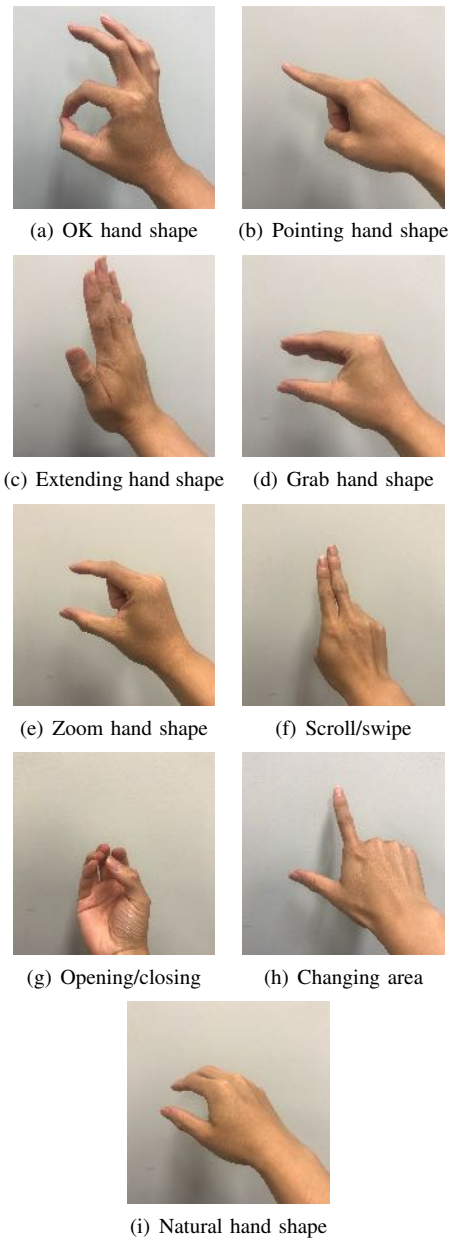 (a) OK hand shape
(b) Pointing hand shape
(c) Extending hand shape
(d) Grab hand shape
(e) Zoom hand shape
(f) Scroll/swipe
(g) Opening/closing
(h) Changing area
(i) Natural hand shape